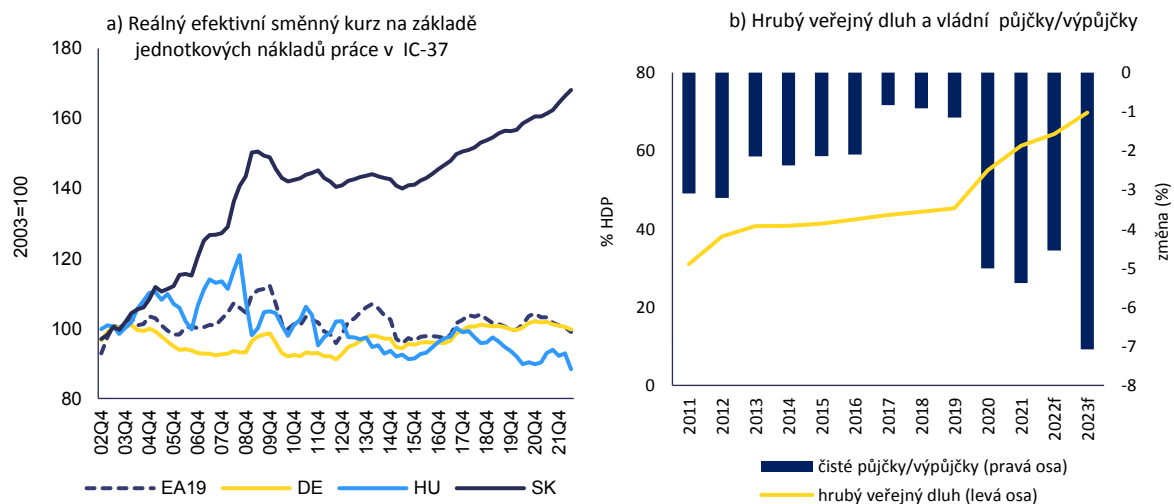 a) Reálný efektivní směnný kurz na základě
jednotkových nákladů práce v IC-37
180
160
140
120
100
80
2003=100
02Q4
03Q4
04Q4
05Q4
06Q4
07Q4
08Q4
09Q4
10Q4
11Q4
12Q4
13Q4
14Q4
15Q4
16Q4
17Q4
18Q4
19Q4
20Q4
21Q4
EA19
DE
HU
SK
b) Hrubý veřejný dluh a vládní půjčky/výpůjčky
80
60
40
20
0
% HDP
0
-1
-2
-3
-4
-5
-6
-7
-8
změna (%)
2011
2012
2013
2014
2015
2016
2017
2018
2019
2020
2021
2022f
2023f
čisté půjčky/výpůjčky (pravá osa)
hrubý veřejný dluh (levá osa)